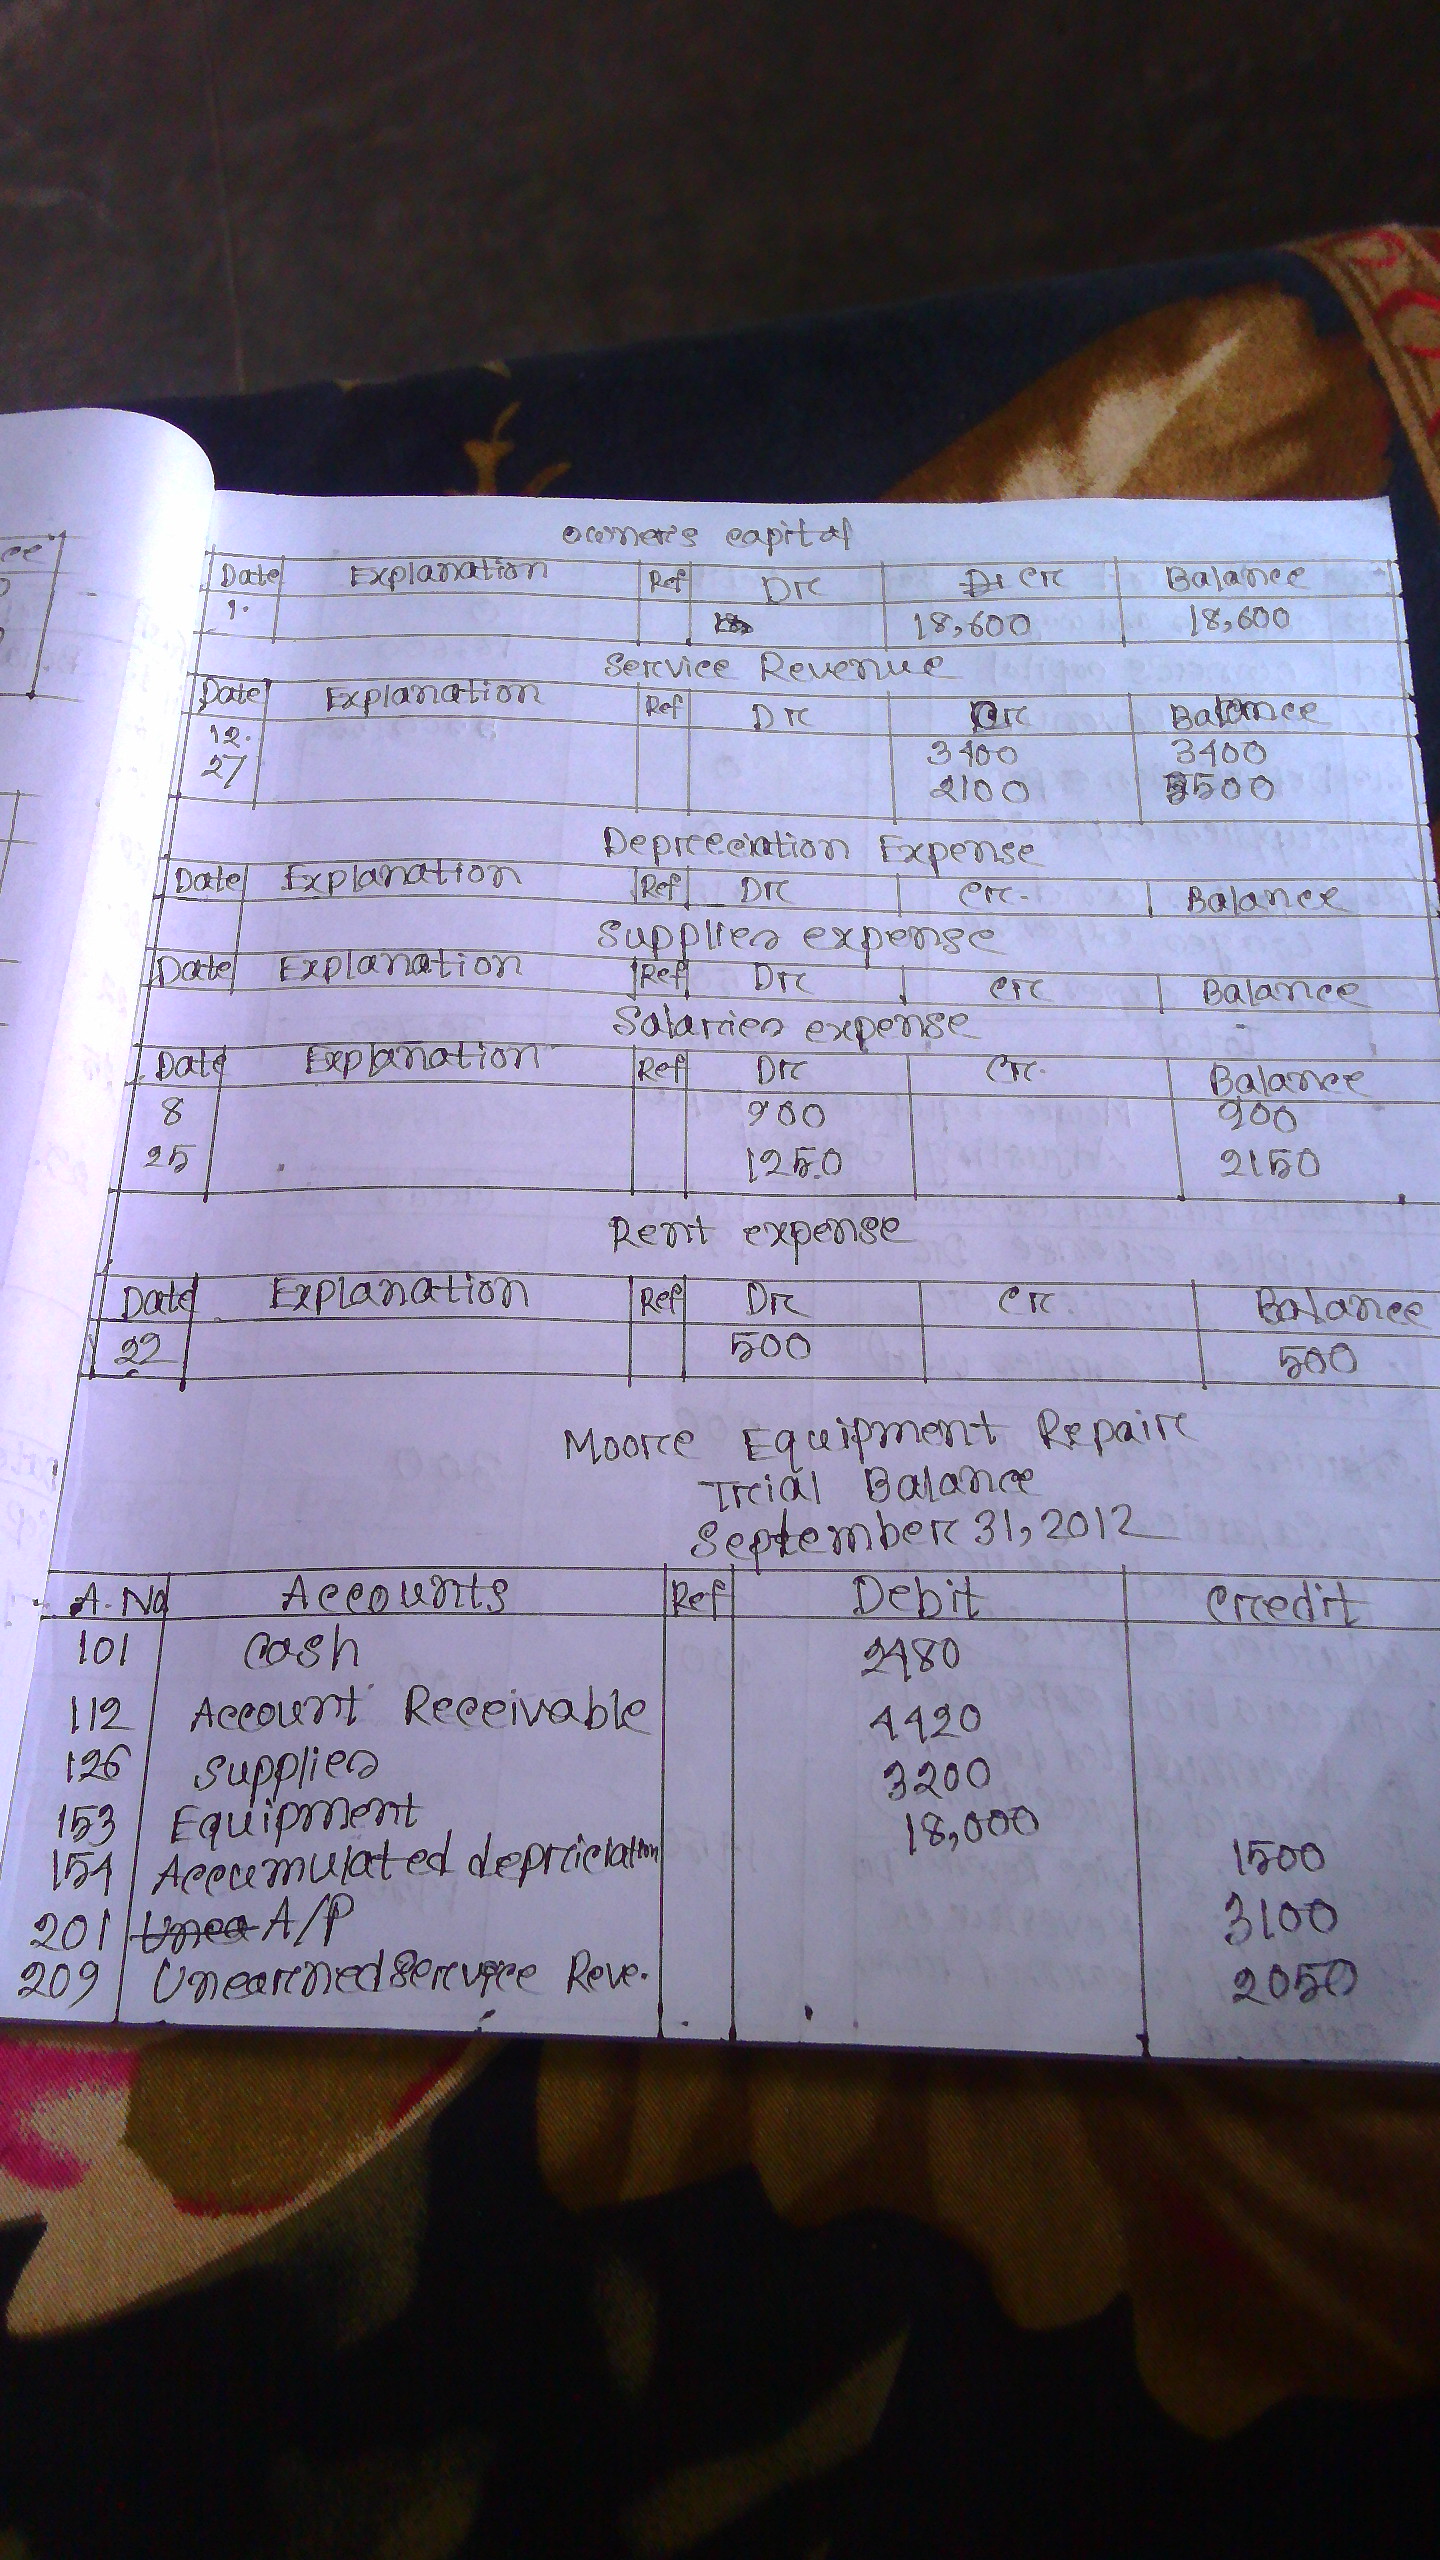 owner's capital
Date Explanation Ref Dr Cr Balance
1. 18,600 18,600
Service Revenue
Date Explanation Ref Dr Cr Balance
12. 3400 3400
27 2100 5500
Depreciation Expense
Date Explanation Ref Dr Cr. Balance
Supplies expense
Date Explanation Ref Dr Cr Balance
Salaries expense
Date Explanation Ref Dr Cr. Balance
8 900 900
25 1250 2150
Rent expense
Date Explanation Ref Dr Cr. Balance
22 500 500
Moore Equipment Repair
Trial Balance
September 31, 2012
A. No Accounts Ref Debit Credit
101 Cash 2480
112 Account Receivable 4420
126 Supplies 3200
153 Equipment 18,000
154 Accumulated depriciation 1500
201 A/P 3100
209 Unearned Service Reve. 2050